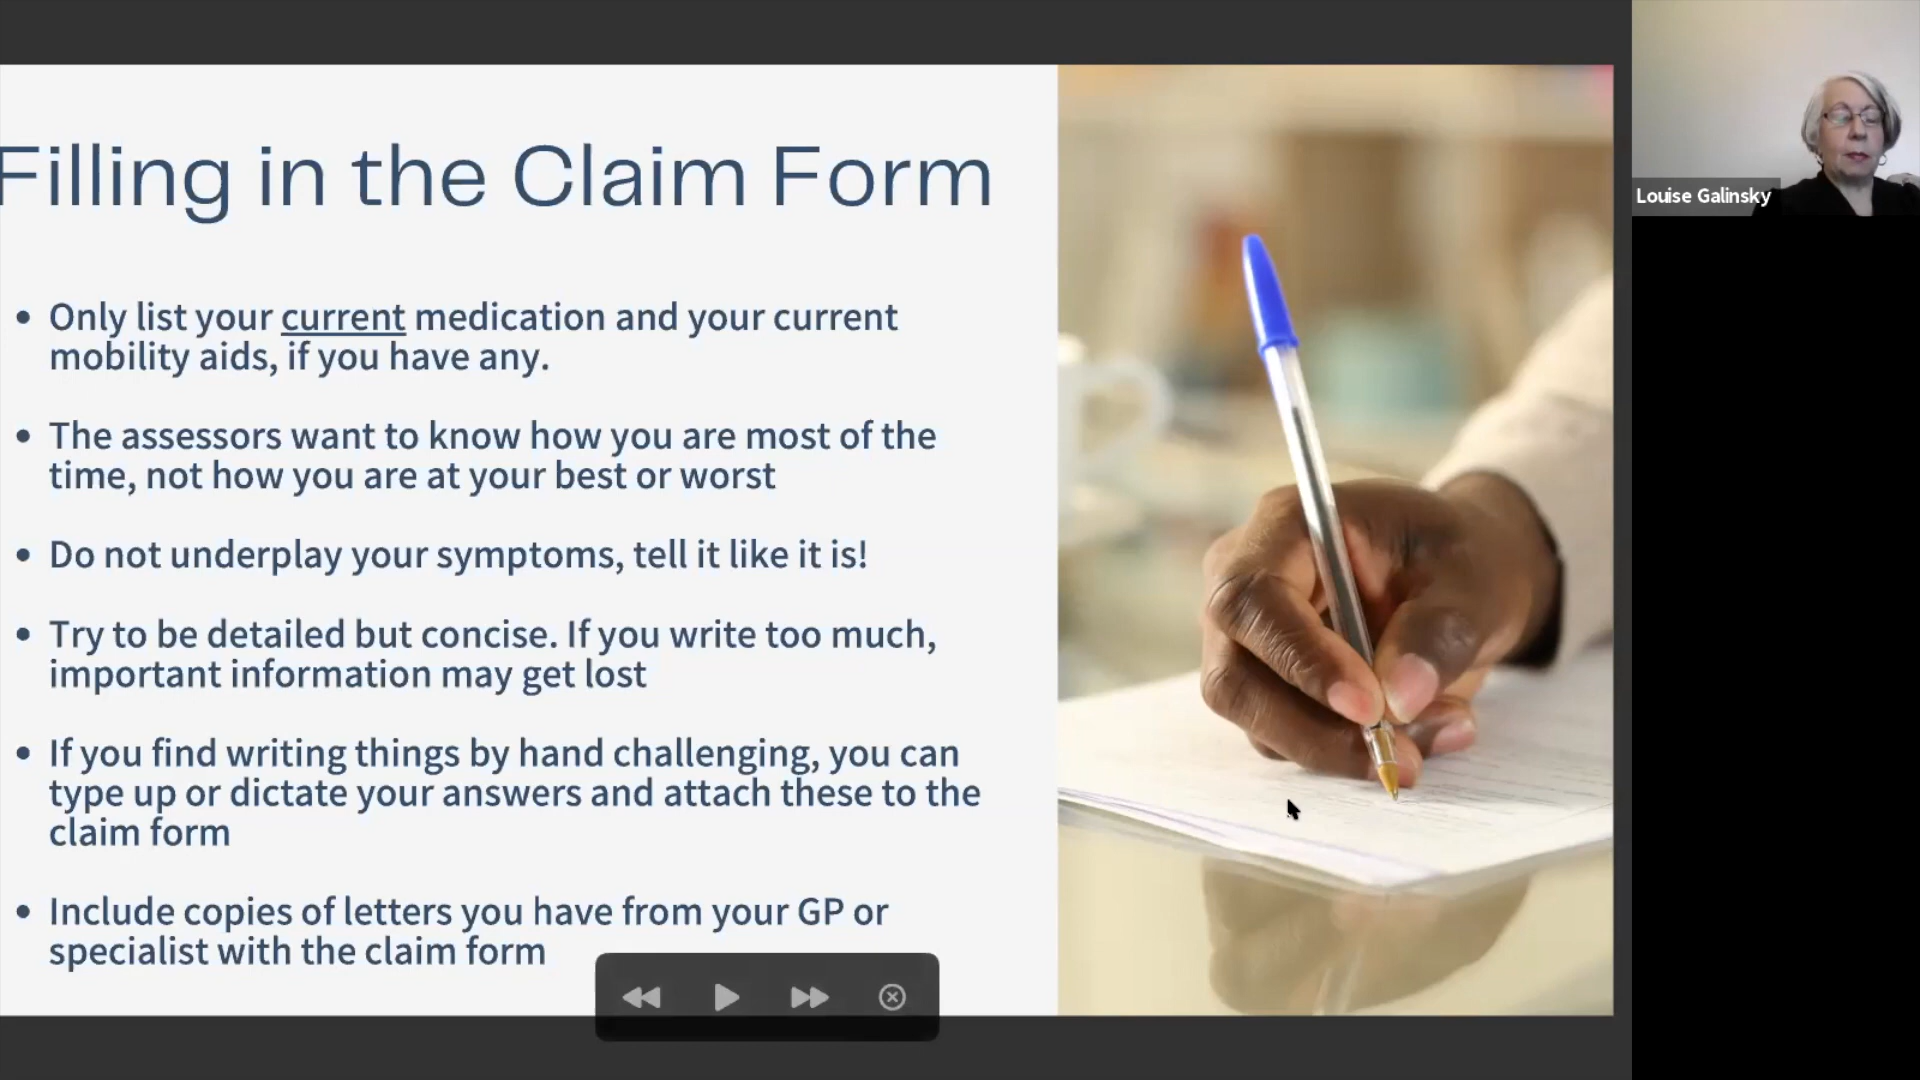 Filling in the Claim Form
• Only list your current medication and your current
mobility aids, if you have any.
• The assessors want to know how you are most of the
time, not how you are at your best or worst
• Do not underplay your symptoms, tell it like it is!
• Try to be detailed but concise. If you write too much,
important information may get lost
• If you find writing things by hand challenging, you can
type up or dictate your answers and attach these to the
claim form
• Include copies of letters you have from your GP or
specialist with the claim form
Louise Galinsky